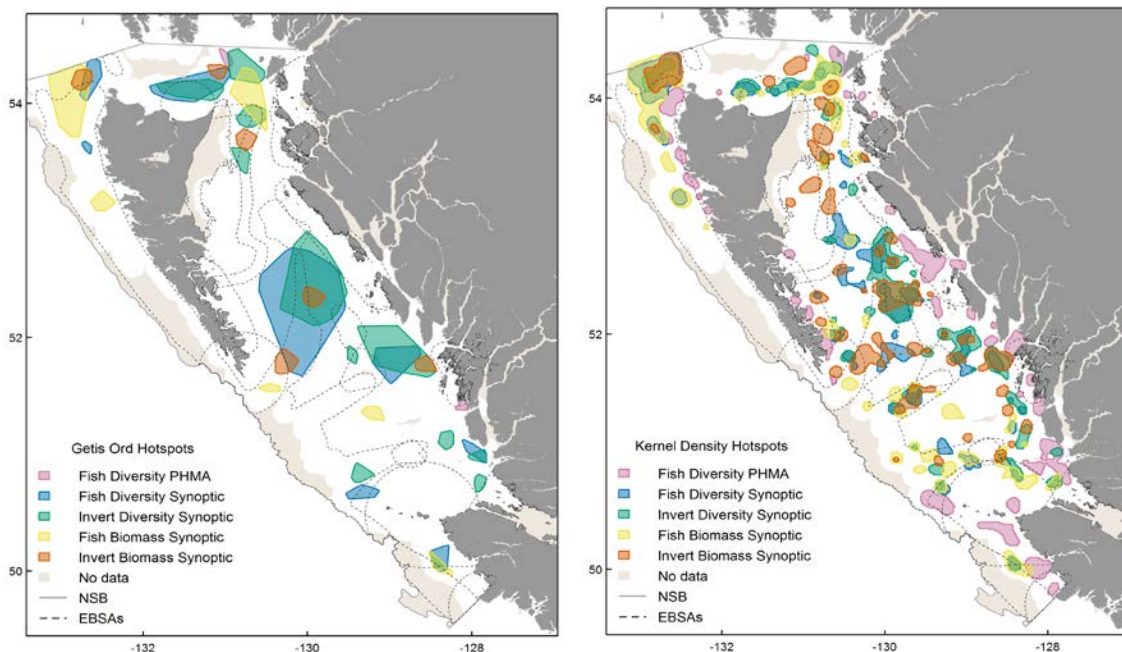 54
52
50
Getis Ord Hotspots
Fish Diversity PHMA
Fish Diversity Synoptic
Invert Diversity Synoptic
Fish Biomass Synoptic
Invert Biomass Synoptic
No data
NSB
EBSAs
-132
-130
-128
54
52
50
Kernel Density Hotspots
Fish Diversity PHMA
Fish Diversity Synoptic
Invert Diversity Synoptic
Fish Biomass Synoptic
Invert Biomass Synoptic
No data
NSB
EBSAs
-132
-130
-128